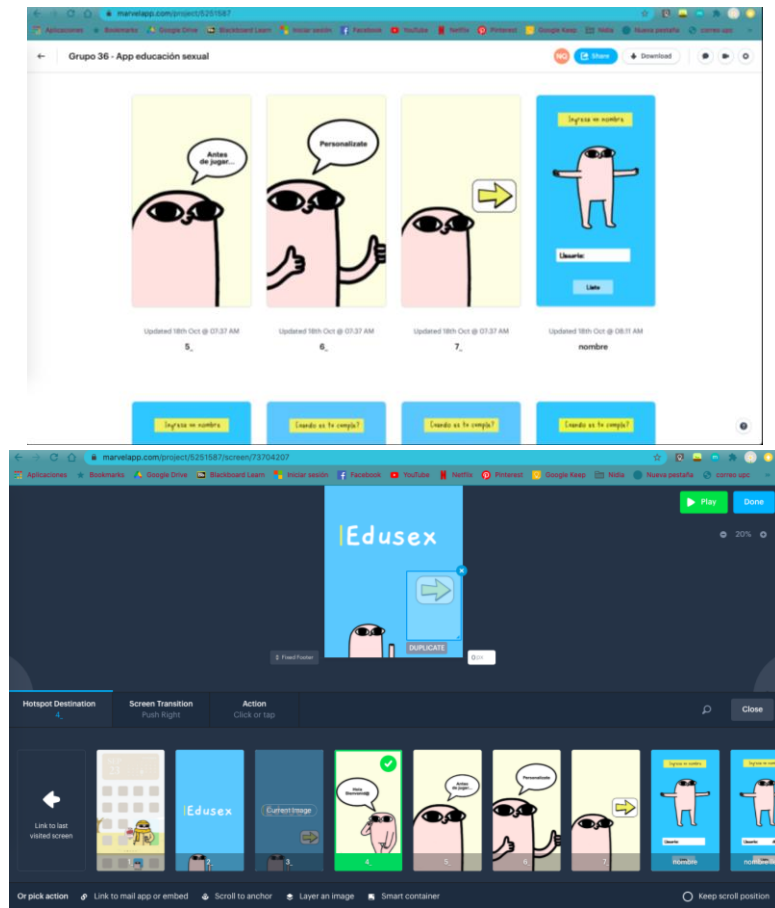 marvelapp.com/project/5251587
Aplicaciones Bookmarks Google Drive Blackboard Learn Iniciar sesión Facebook YouTube Netflix Pinterest Google Keep Nidia Nueva pestaña correo upc
Grupo 36 - App educación sexual
NG Share Download
Antes
de jugar...
Personalízate
Ingresa un nombre
Usuario:
Listo
Updated 18th Oct @ 07:37 AM Updated 18th Oct @ 07:37 AM Updated 18th Oct @ 07:37 AM Updated 18th Oct @ 08:11 AM
5_ 6_ 7_ nombre
Ingresa un nombre Cuando es tu cumple? Cuando es tu cumple? Cuando es tu cumple?
marvelapp.com/project/5251587/screen/73704207
Aplicaciones Bookmarks Google Drive Blackboard Learn Iniciar sesión Facebook YouTube Netflix Pinterest Google Keep Nidia Nueva pestaña correo upc
Play Done
20%
Edusex
DUPLICATE
Fixed Footer
Hotspot Destination Screen Transition Action
4_ Push Right Click or tap
Close
Link to last
visited screen
Edusex
Current Image
Hola
Bienvenid@
Antes
de jugar...
Personalízate
Ingresa un nombre
Usuario:
1_ 2_ 3_ 4_ 5_ 6_ 7_ nombre
Or pick action Link to mail app or embed Scroll to anchor Layer an image Smart container Keep scroll position